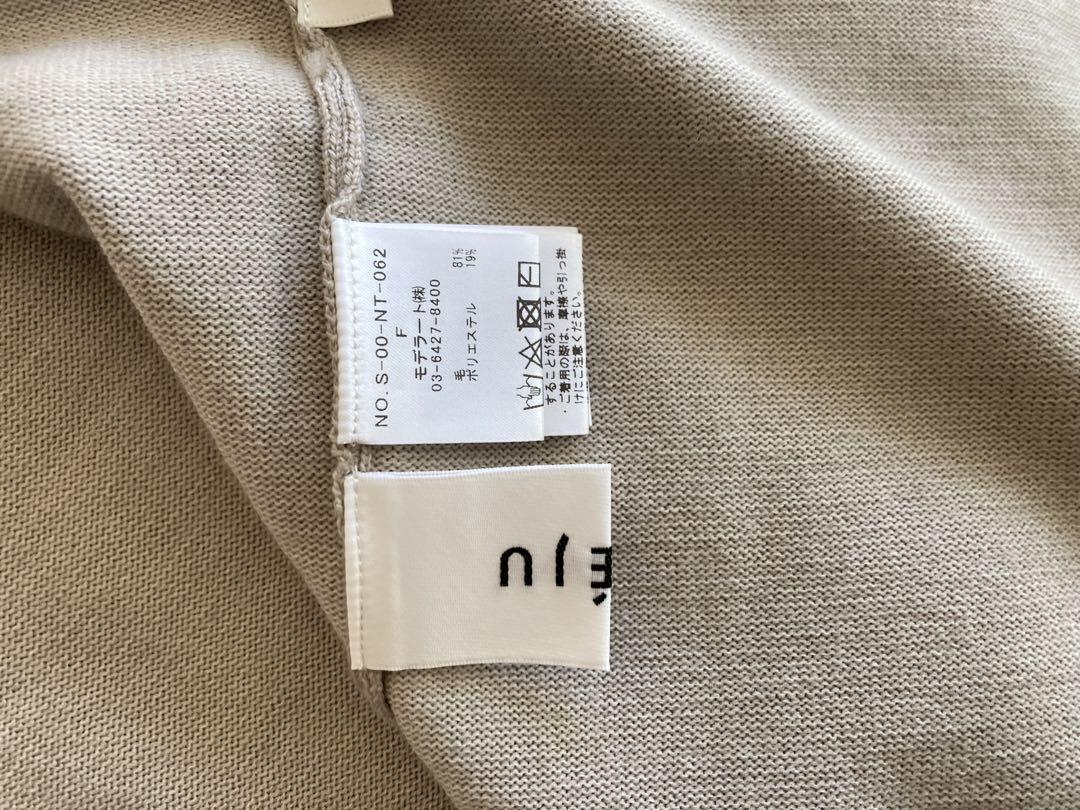 NO. S-00-NT-062
F
モデラート(株)
03-6427-8400
毛 81%
ポリエステル 19%
することがあります。
・ご着用の際は、摩擦や引っ掛
けにご注意ください。